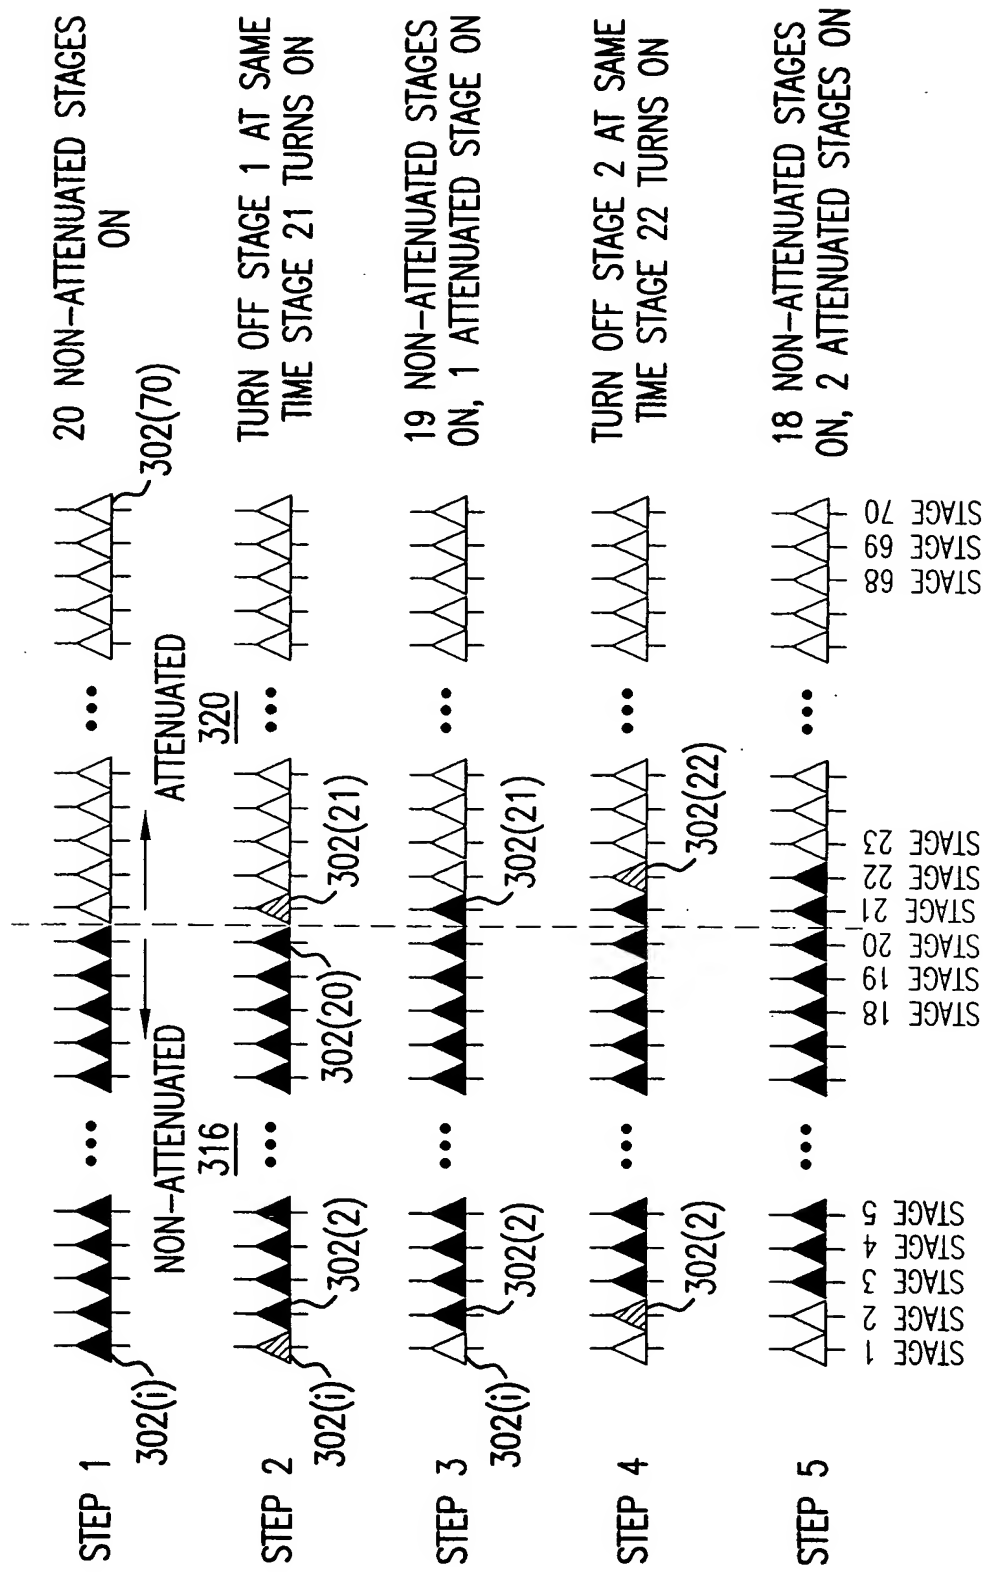 STEP 1
302(i)
302(70)
20 NON-ATTENUATED STAGES
ON
NON-ATTENUATED
316
ATTENUATED
320
STEP 2
302(i)
302(2)
302(20)
302(21)
TURN OFF STAGE 1 AT SAME
TIME STAGE 21 TURNS ON
STEP 3
302(i)
302(2)
302(21)
19 NON-ATTENUATED STAGES
ON, 1 ATTENUATED STAGE ON
STEP 4
302(2)
302(22)
TURN OFF STAGE 2 AT SAME
TIME STAGE 22 TURNS ON
STEP 5
18 NON-ATTENUATED STAGES
ON, 2 ATTENUATED STAGES ON
STAGE 1
STAGE 2
STAGE 3
STAGE 4
STAGE 5
STAGE 18
STAGE 19
STAGE 20
STAGE 21
STAGE 22
STAGE 23
STAGE 68
STAGE 69
STAGE 70